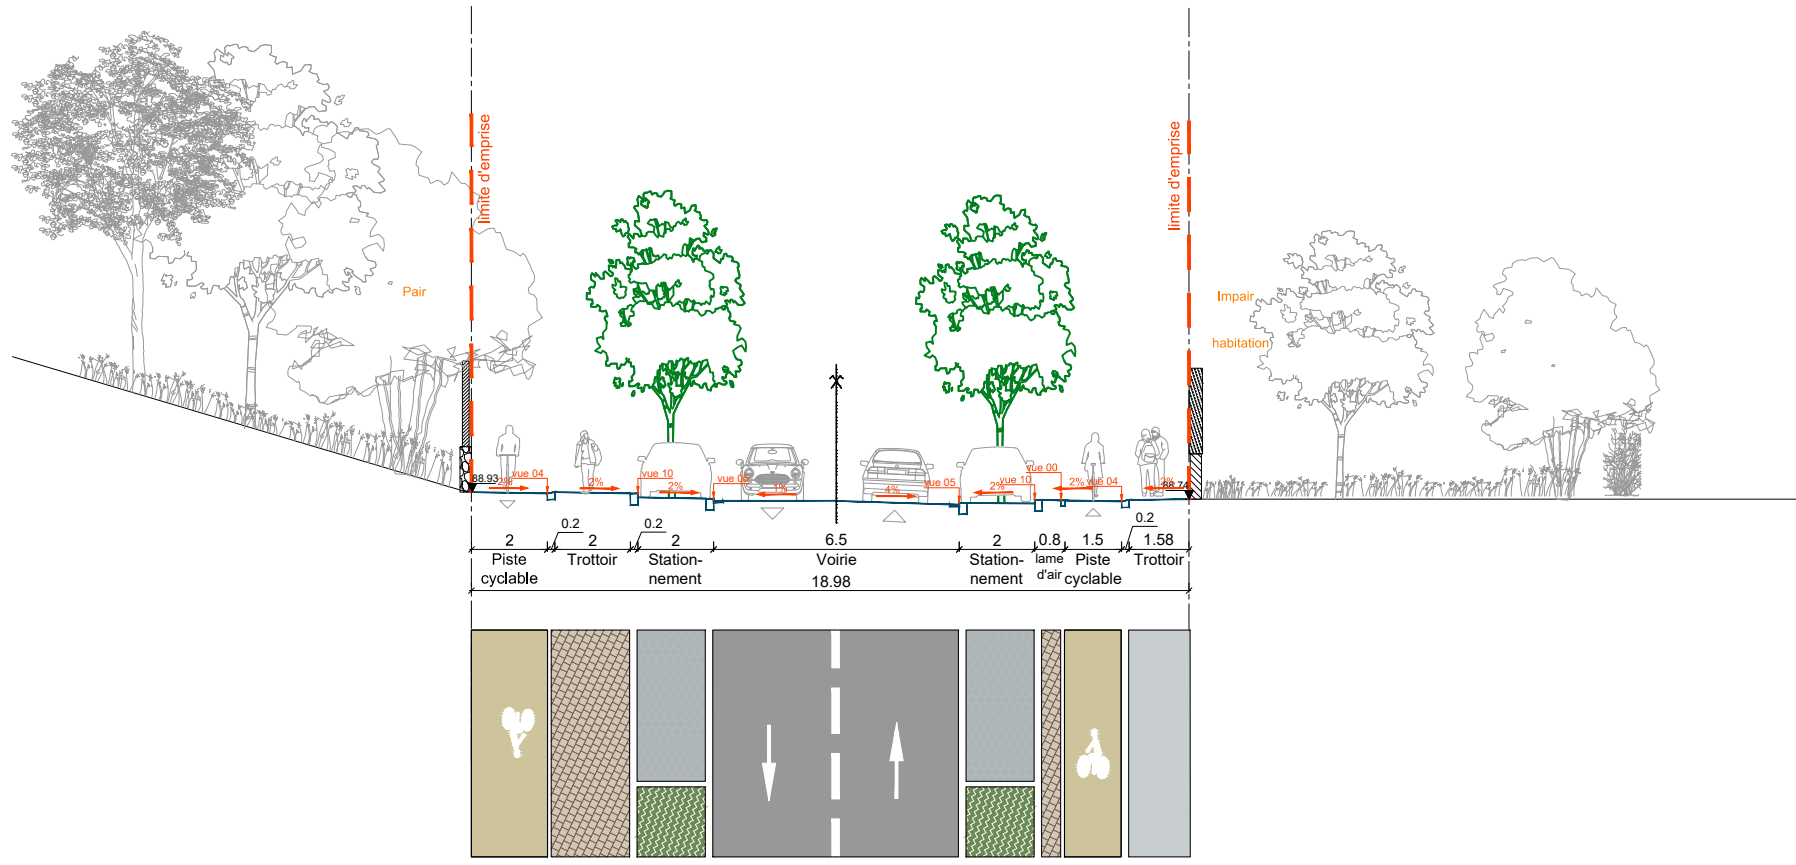 limite d'emprise
limite d'emprise
Pair
Impair
habitation
88.93
2%
vue 04
2%
vue 10
2%
vue 05
1%
4%
vue 05
2%
vue 10
vue 00
2%
vue 04
2%
88.74
0.2
0.2
0.2
2
2
2
6.5
2
0.8
1.5
1.58
Piste
cyclable
Trottoir
Station-
nement
Voirie
Station-
nement
lame
d'air
Piste
cyclable
Trottoir
18.98